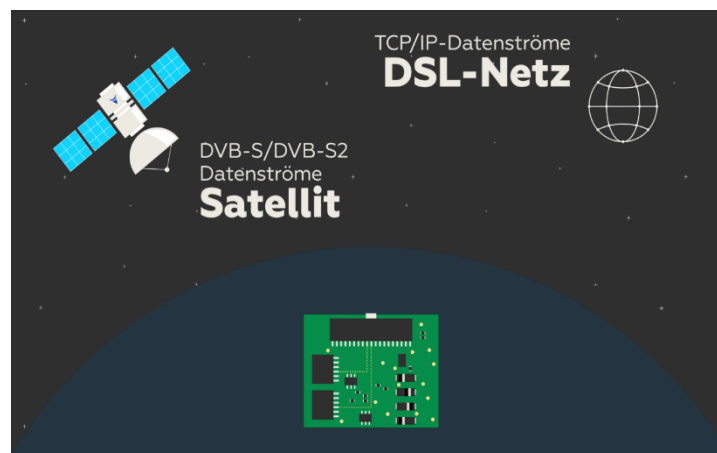 TCP/IP-Datenströme
DSL-Netz
DVB-S/DVB-S2
Datenströme
Satellit